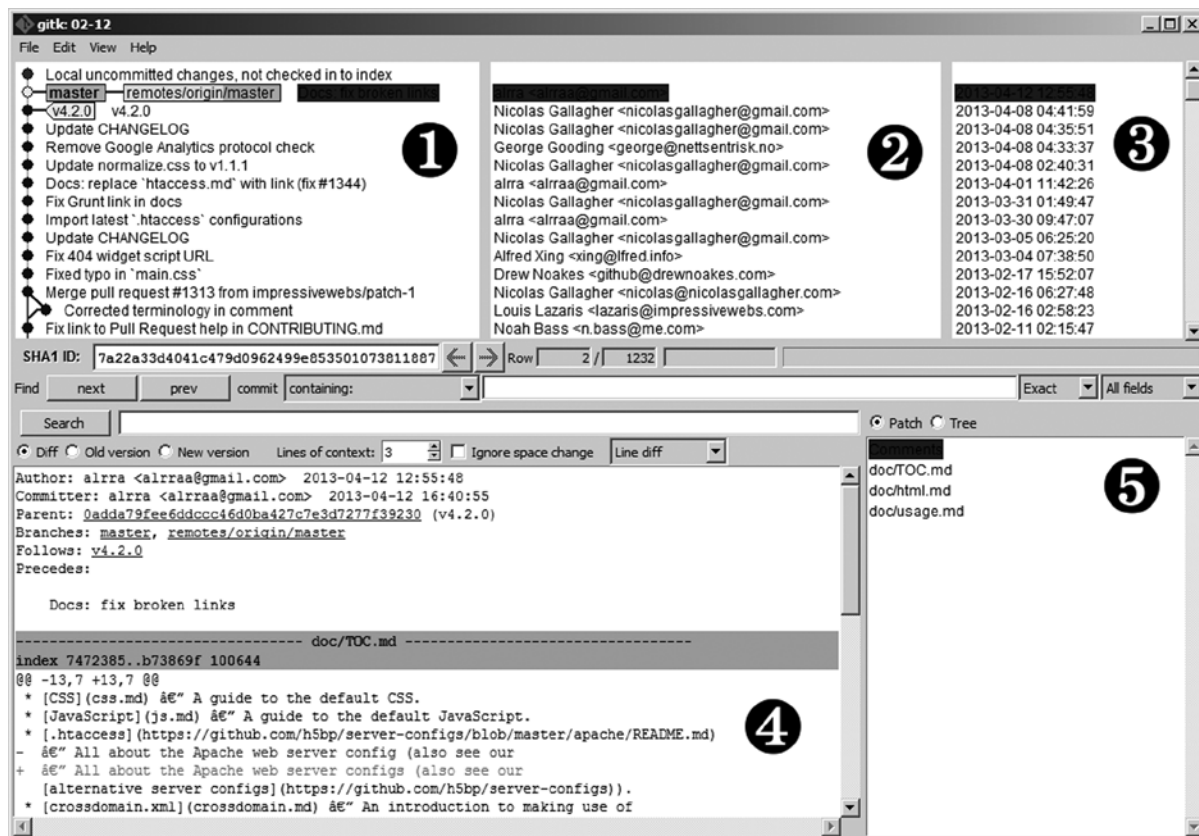 gitk: 02-12
File Edit View Help
Local uncommitted changes, not checked in to index
master remotes/origin/master Docs: fix broken links alrra <alrraa@gmail.com> 2013-04-12 12:55:48
v4.2.0 v4.2.0 Nicolas Gallagher <nicolasgallagher@gmail.com> 2013-04-08 04:41:59
Update CHANGELOG Nicolas Gallagher <nicolasgallagher@gmail.com> 2013-04-08 04:35:51
Remove Google Analytics protocol check George Gooding <george@nettsentrisk.no> 2013-04-08 04:33:37
Update normalize.css to v1.1.1 Nicolas Gallagher <nicolasgallagher@gmail.com> 2013-04-08 02:40:31
Docs: replace `htaccess.md` with link (fix #1344) alrra <alrraa@gmail.com> 2013-04-01 11:42:26
Fix Grunt link in docs Nicolas Gallagher <nicolasgallagher@gmail.com> 2013-03-31 01:49:47
Import latest `.htaccess` configurations alrra <alrraa@gmail.com> 2013-03-30 09:47:07
Update CHANGELOG Nicolas Gallagher <nicolasgallagher@gmail.com> 2013-03-05 06:25:20
Fix 404 widget script URL Alfred Xing <xing@lfred.info> 2013-03-04 07:38:50
Fixed typo in `main.css` Drew Noakes <github@drewnoakes.com> 2013-02-17 15:52:07
Merge pull request #1313 from impressivewebs/patch-1 Nicolas Gallagher <nicolas@nicolasgallagher.com> 2013-02-16 06:27:48
Corrected terminology in comment Louis Lazaris <lazaris@impressivewebs.com> 2013-02-16 02:58:23
Fix link to Pull Request help in CONTRIBUTING.md Noah Bass <n.bass@me.com> 2013-02-11 02:15:47
1 2 3
SHA1 ID: 7a22a33d4041c479d0962499e853501073811887 Row 2 / 1232
Find next prev commit containing: Exact All fields
Search
Patch Tree
Diff Old version New version Lines of context: 3 Ignore space change Line diff
Comments
doc/TOC.md
doc/html.md
doc/usage.md
5
Author: alrra <alrraa@gmail.com> 2013-04-12 12:55:48
Committer: alrra <alrraa@gmail.com> 2013-04-12 16:40:55
Parent: 0adda79fee6ddccc46d0ba427c7e3d7277f39230 (v4.2.0)
Branches: master, remotes/origin/master
Follows: v4.2.0
Precedes:
Docs: fix broken links
--------------------------------- doc/TOC.md ---------------------------------
index 7472385..b73869f 100644
@@ -13,7 +13,7 @@
* [CSS](css.md) â€" A guide to the default CSS.
* [JavaScript](js.md) â€" A guide to the default JavaScript.
* [.htaccess](https://github.com/h5bp/server-configs/blob/master/apache/README.md)
- â€" All about the Apache web server config (also see our
+ â€" All about the Apache web server configs (also see our
[alternative server configs](https://github.com/h5bp/server-configs)).
* [crossdomain.xml](crossdomain.md) â€" An introduction to making use of
4